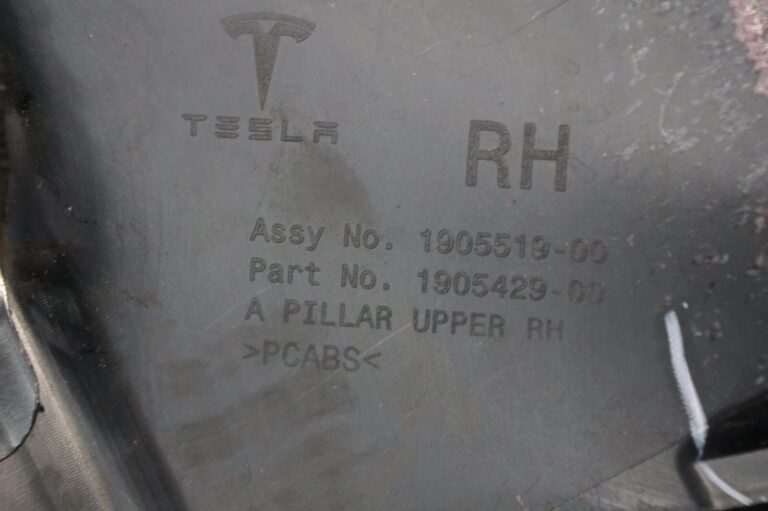 TESLA
RH
Assy No. 1905519-00
Part No. 1905429-00
A PILLAR UPPER RH
>PCABS<